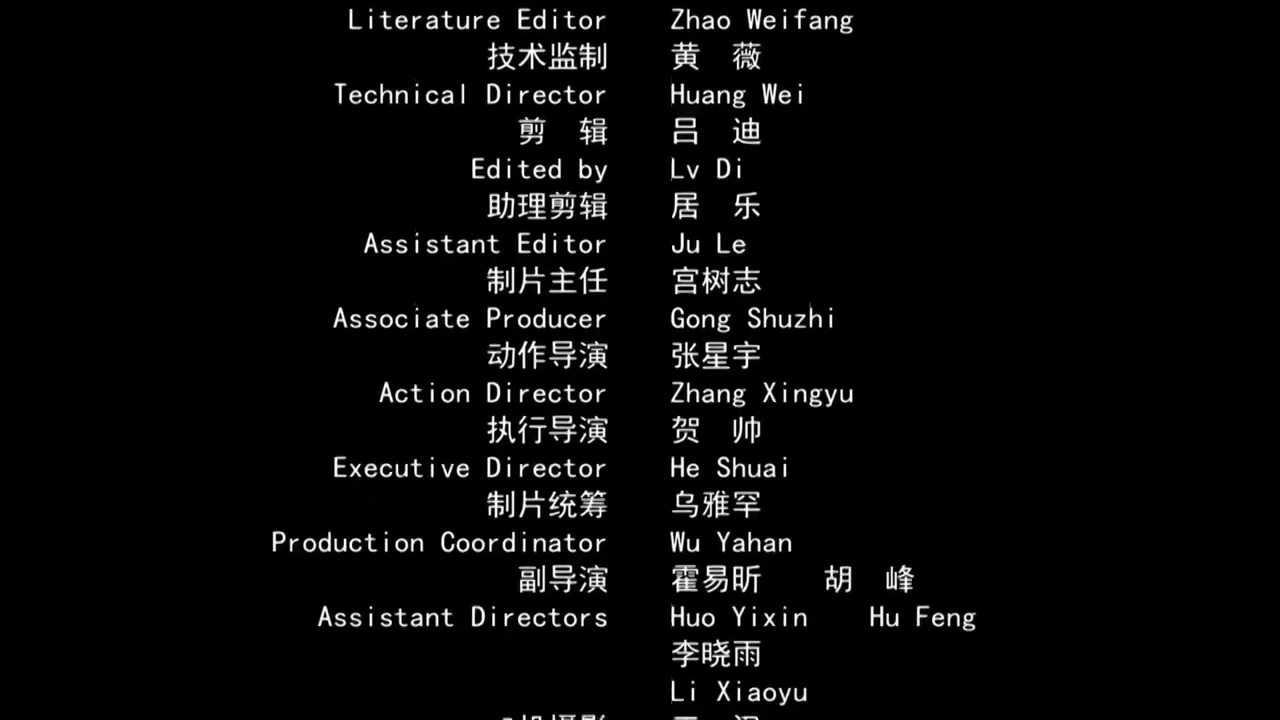 Literature Editor Zhao Weifang
技术监制 黄 薇
Technical Director Huang Wei
剪 辑 吕 迪
Edited by Lv Di
助理剪辑 居 乐
Assistant Editor Ju Le
制片主任 宫树志
Associate Producer Gong Shuzhi
动作导演 张星宇
Action Director Zhang Xingyu
执行导演 贺 帅
Executive Director He Shuai
制片统筹 乌雅罕
Production Coordinator Wu Yahan
副导演 霍易昕 胡 峰
Assistant Directors Huo Yixin Hu Feng
李晓雨
Li Xiaoyu